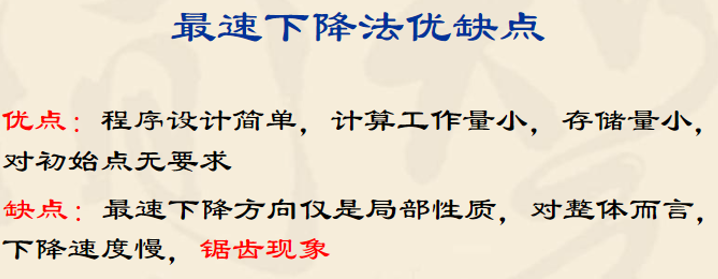 最速下降法优缺点
优点：程序设计简单，计算工作量小，存储量小，
对初始点无要求
缺点：最速下降方向仅是局部性质，对整体而言，
下降速度慢，锯齿现象